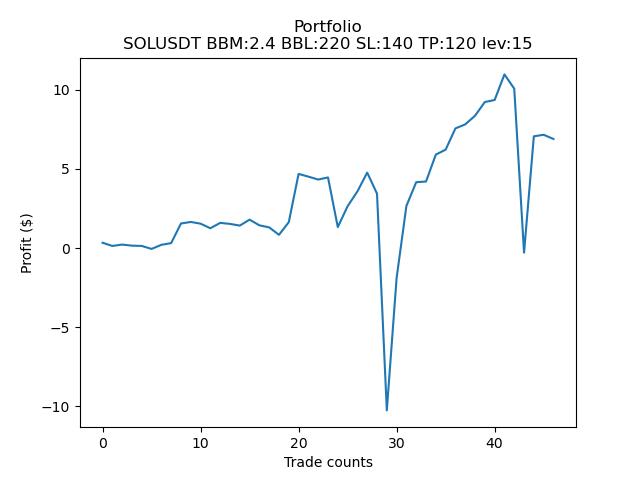 Portfolio
SOLUSDT BBM:2.4 BBL:220 SL:140 TP:120 lev:15
10
5
0
−5
−10
Profit ($)
0 10 20 30 40
Trade counts